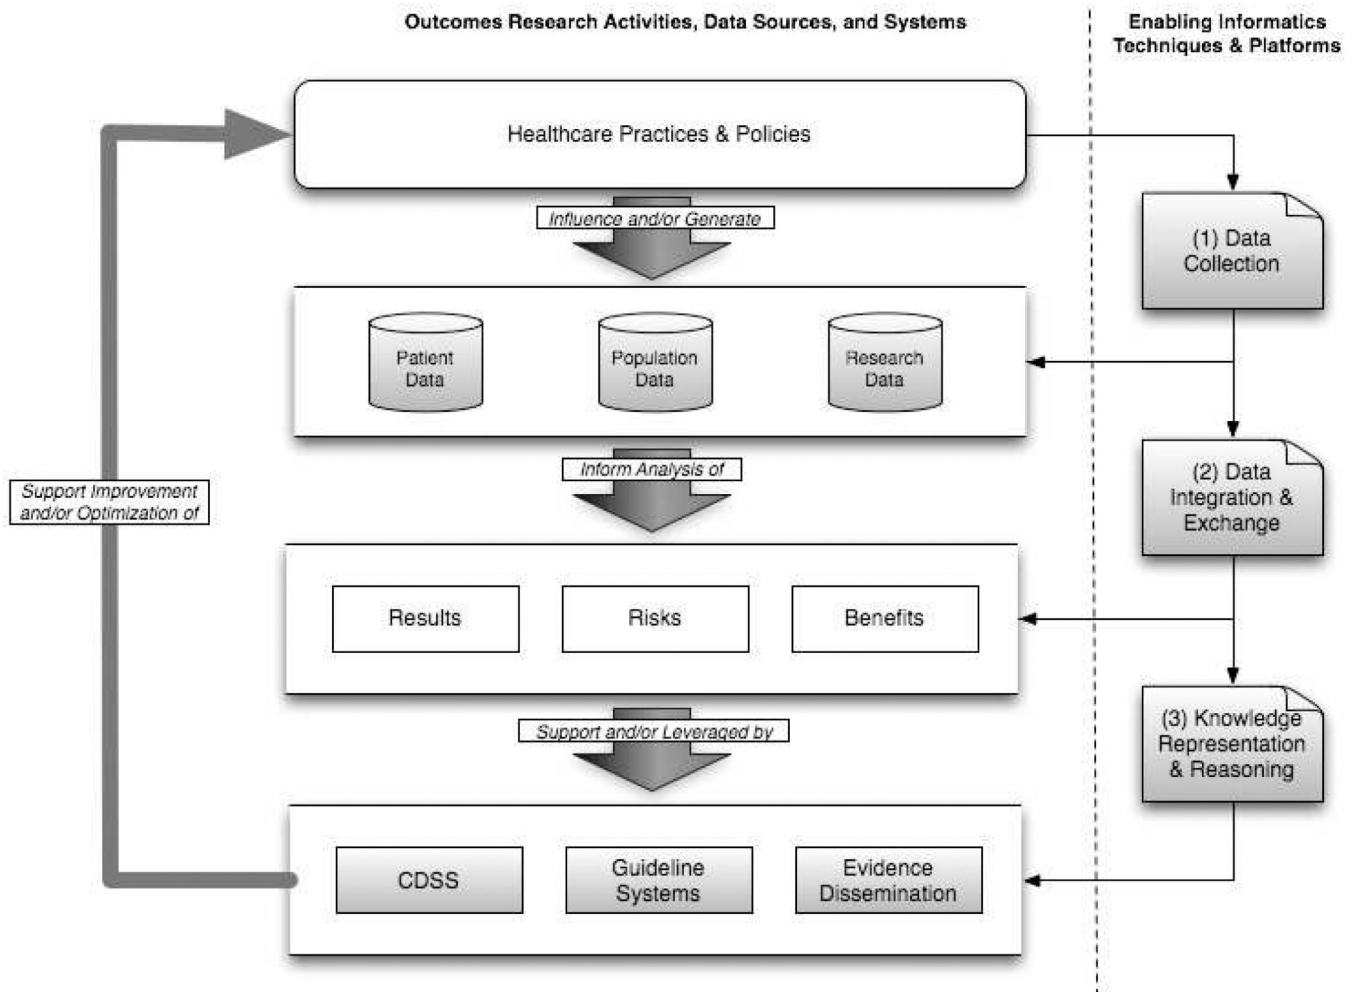 Outcomes Research Activities, Data Sources, and Systems
Enabling Informatics
Techniques & Platforms
Healthcare Practices & Policies
Influence and/or Generate
(1) Data
Collection
Patient
Data
Population
Data
Research
Data
Inform Analysis of
(2) Data
Integration &
Exchange
Support Improvement
and/or Optimization of
Results
Risks
Benefits
Support and/or Leveraged by
(3) Knowledge
Representation
& Reasoning
CDSS
Guideline
Systems
Evidence
Dissemination